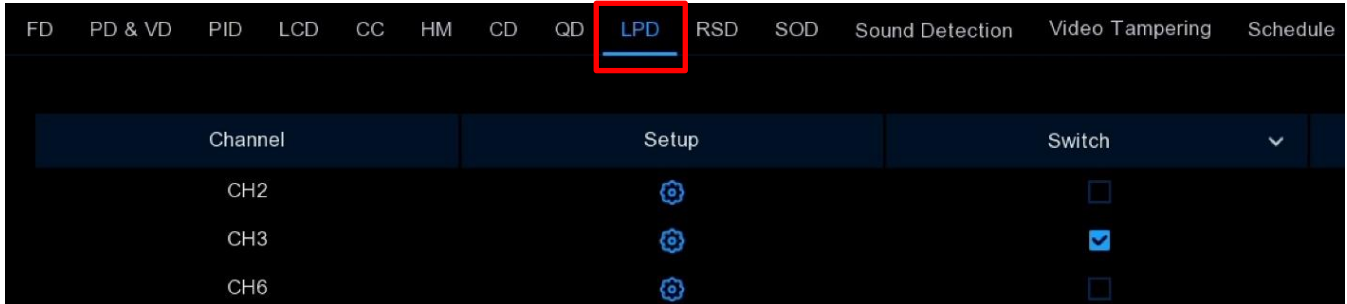 FD PD & VD PID LCD CC HM CD QD LPD RSD SOD Sound Detection Video Tampering Schedule
Channel Setup Switch
CH2
CH3
CH6